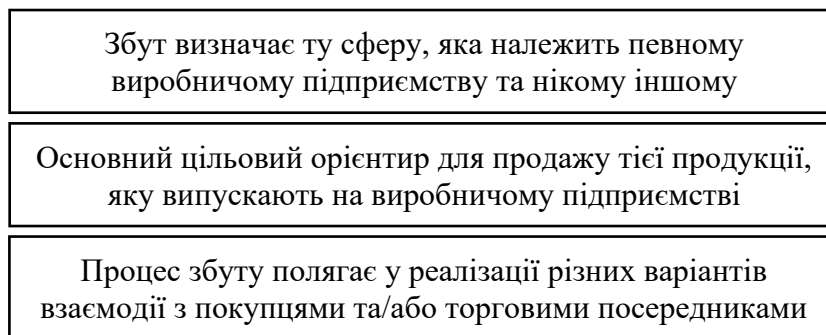 Збут визначає ту сферу, яка належить певному
виробничому підприємству та нікому іншому
Основний цільовий орієнтир для продажу тієї продукції,
яку випускають на виробничому підприємстві
Процес збуту полягає у реалізації різних варіантів
взаємодії з покупцями та/або торговими посередниками